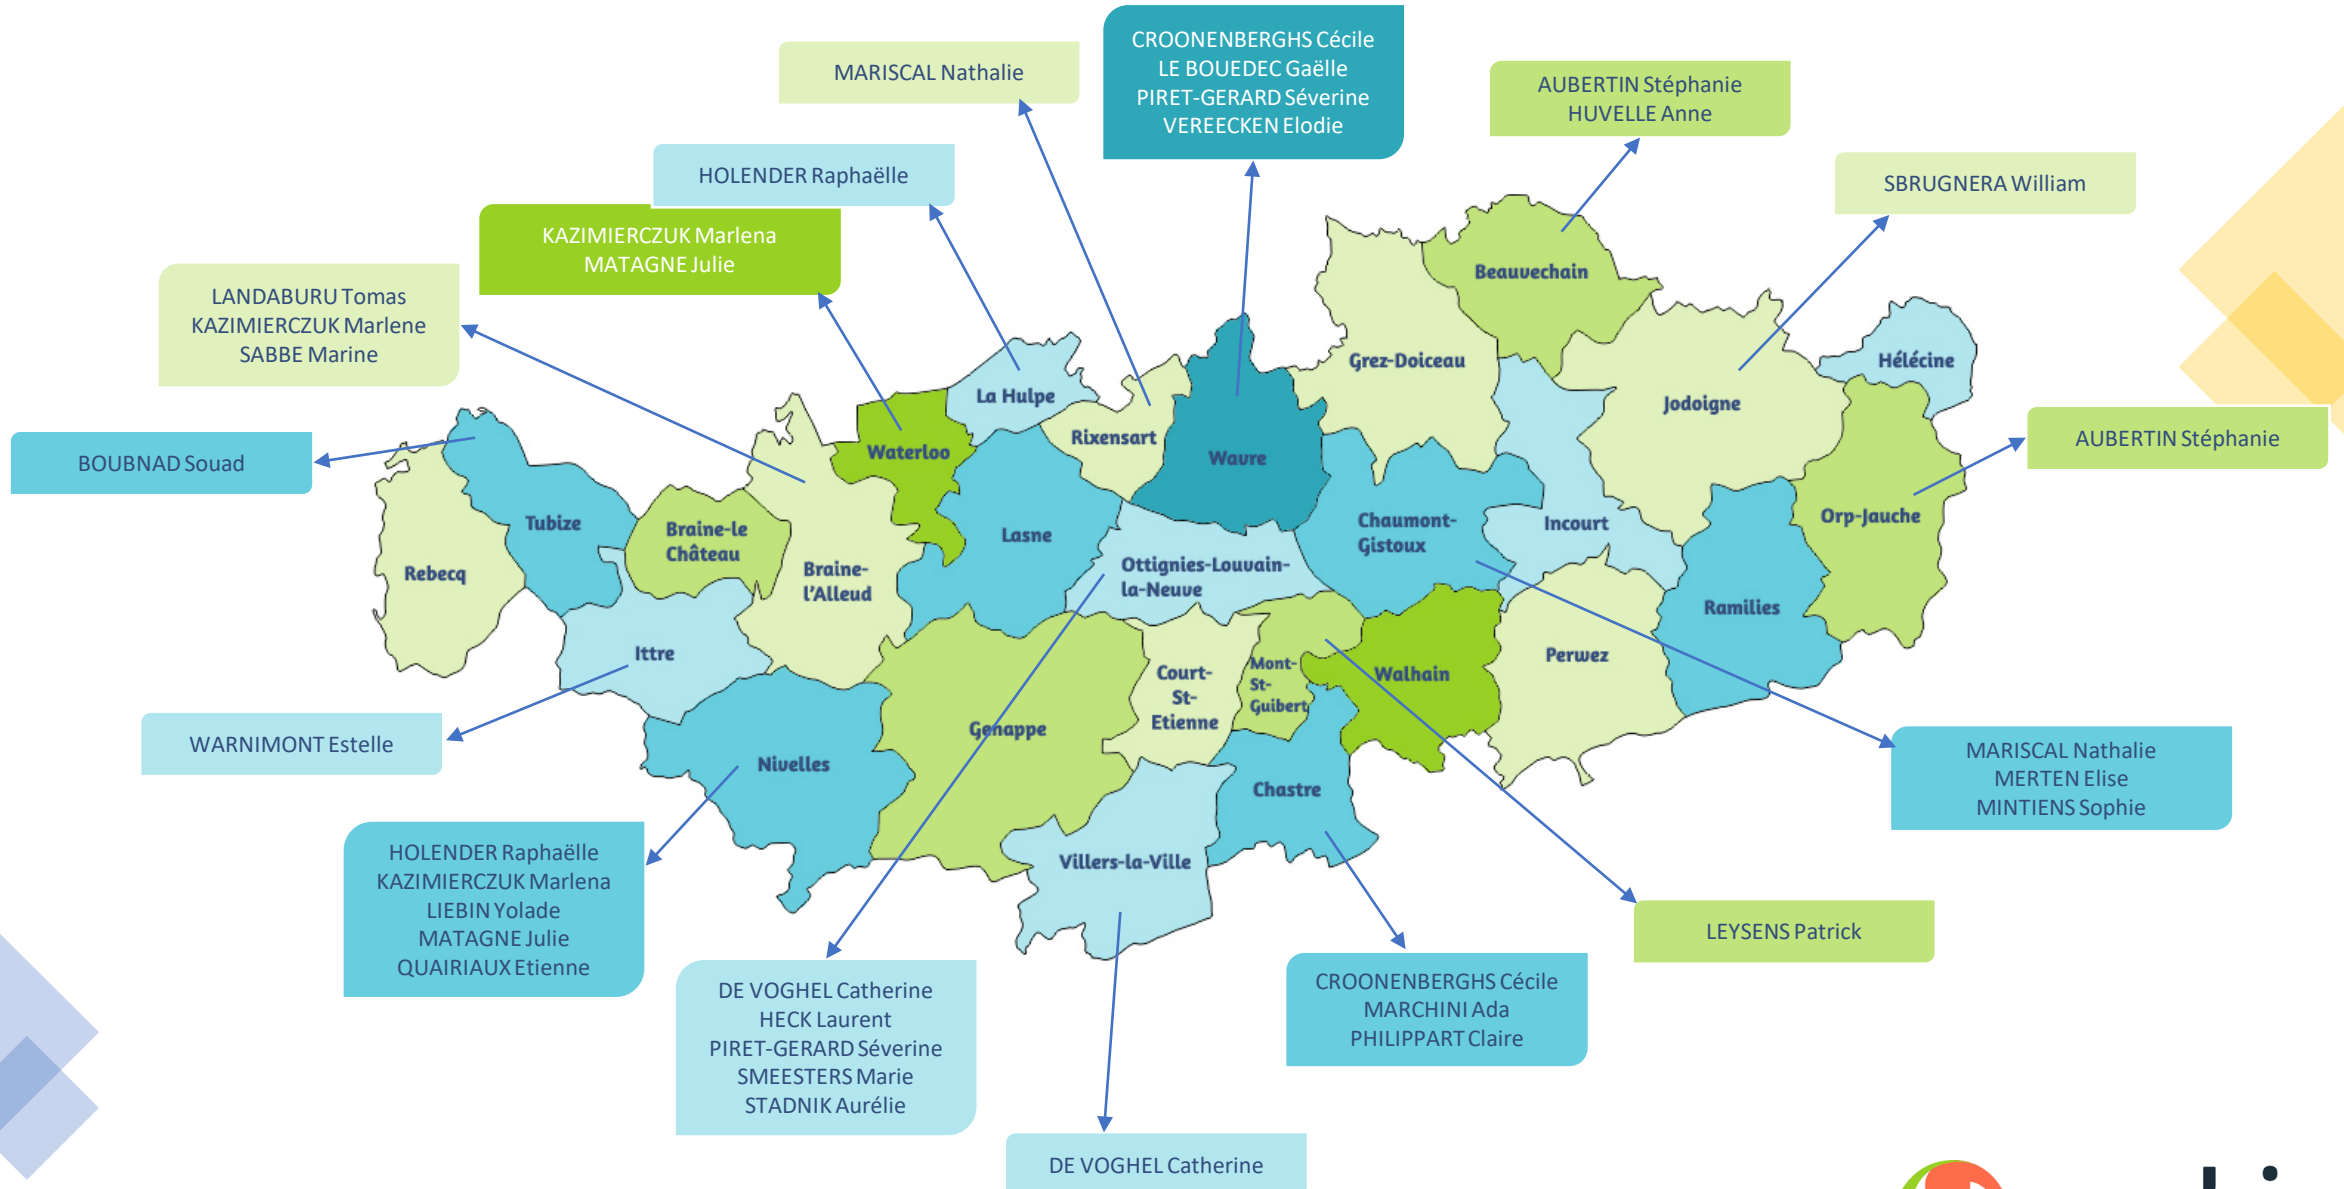 CROONENBERGHS Cécile
LE BOUEDEC Gaëlle
PIRET-GERARD Séverine
VEREECKEN Elodie
MARISCAL Nathalie
AUBERTIN Stéphanie
HUVELLE Anne
HOLENDER Raphaëlle
SBRUGNERA William
KAZIMIERCZUK Marlena
MATAGNE Julie
LANDABURU Tomas
KAZIMIERCZUK Marlene
SABBE Marine
BOUBNAD Souad
AUBERTIN Stéphanie
Beauvechain
Grez-Doiceau
Hélécine
La Hulpe
Jodoigne
Rixensart
Waterloo
Wavre
Tubize
Braine-le
Château
Lasne
Chaumont-
Gistoux
Incourt
Orp-Jauche
Rebecq
Braine-
l'Alleud
Ottignies-Louvain-
la-Neuve
Ramilies
Ittre
Court-
St-
Etienne
Mont-
St-
Guibert
Walhain
Perwez
Genappe
Nivelles
Chastre
Villers-la-Ville
WARNIMONT Estelle
MARISCAL Nathalie
MERTEN Elise
MINTIENS Sophie
HOLENDER Raphaëlle
KAZIMIERCZUK Marlena
LIEBIN Yolade
MATAGNE Julie
QUAIRIAUX Etienne
LEYSENS Patrick
DE VOGHEL Catherine
HECK Laurent
PIRET-GERARD Séverine
SMEESTERS Marie
STADNIK Aurélie
CROONENBERGHS Cécile
MARCHINI Ada
PHILIPPART Claire
DE VOGHEL Catherine